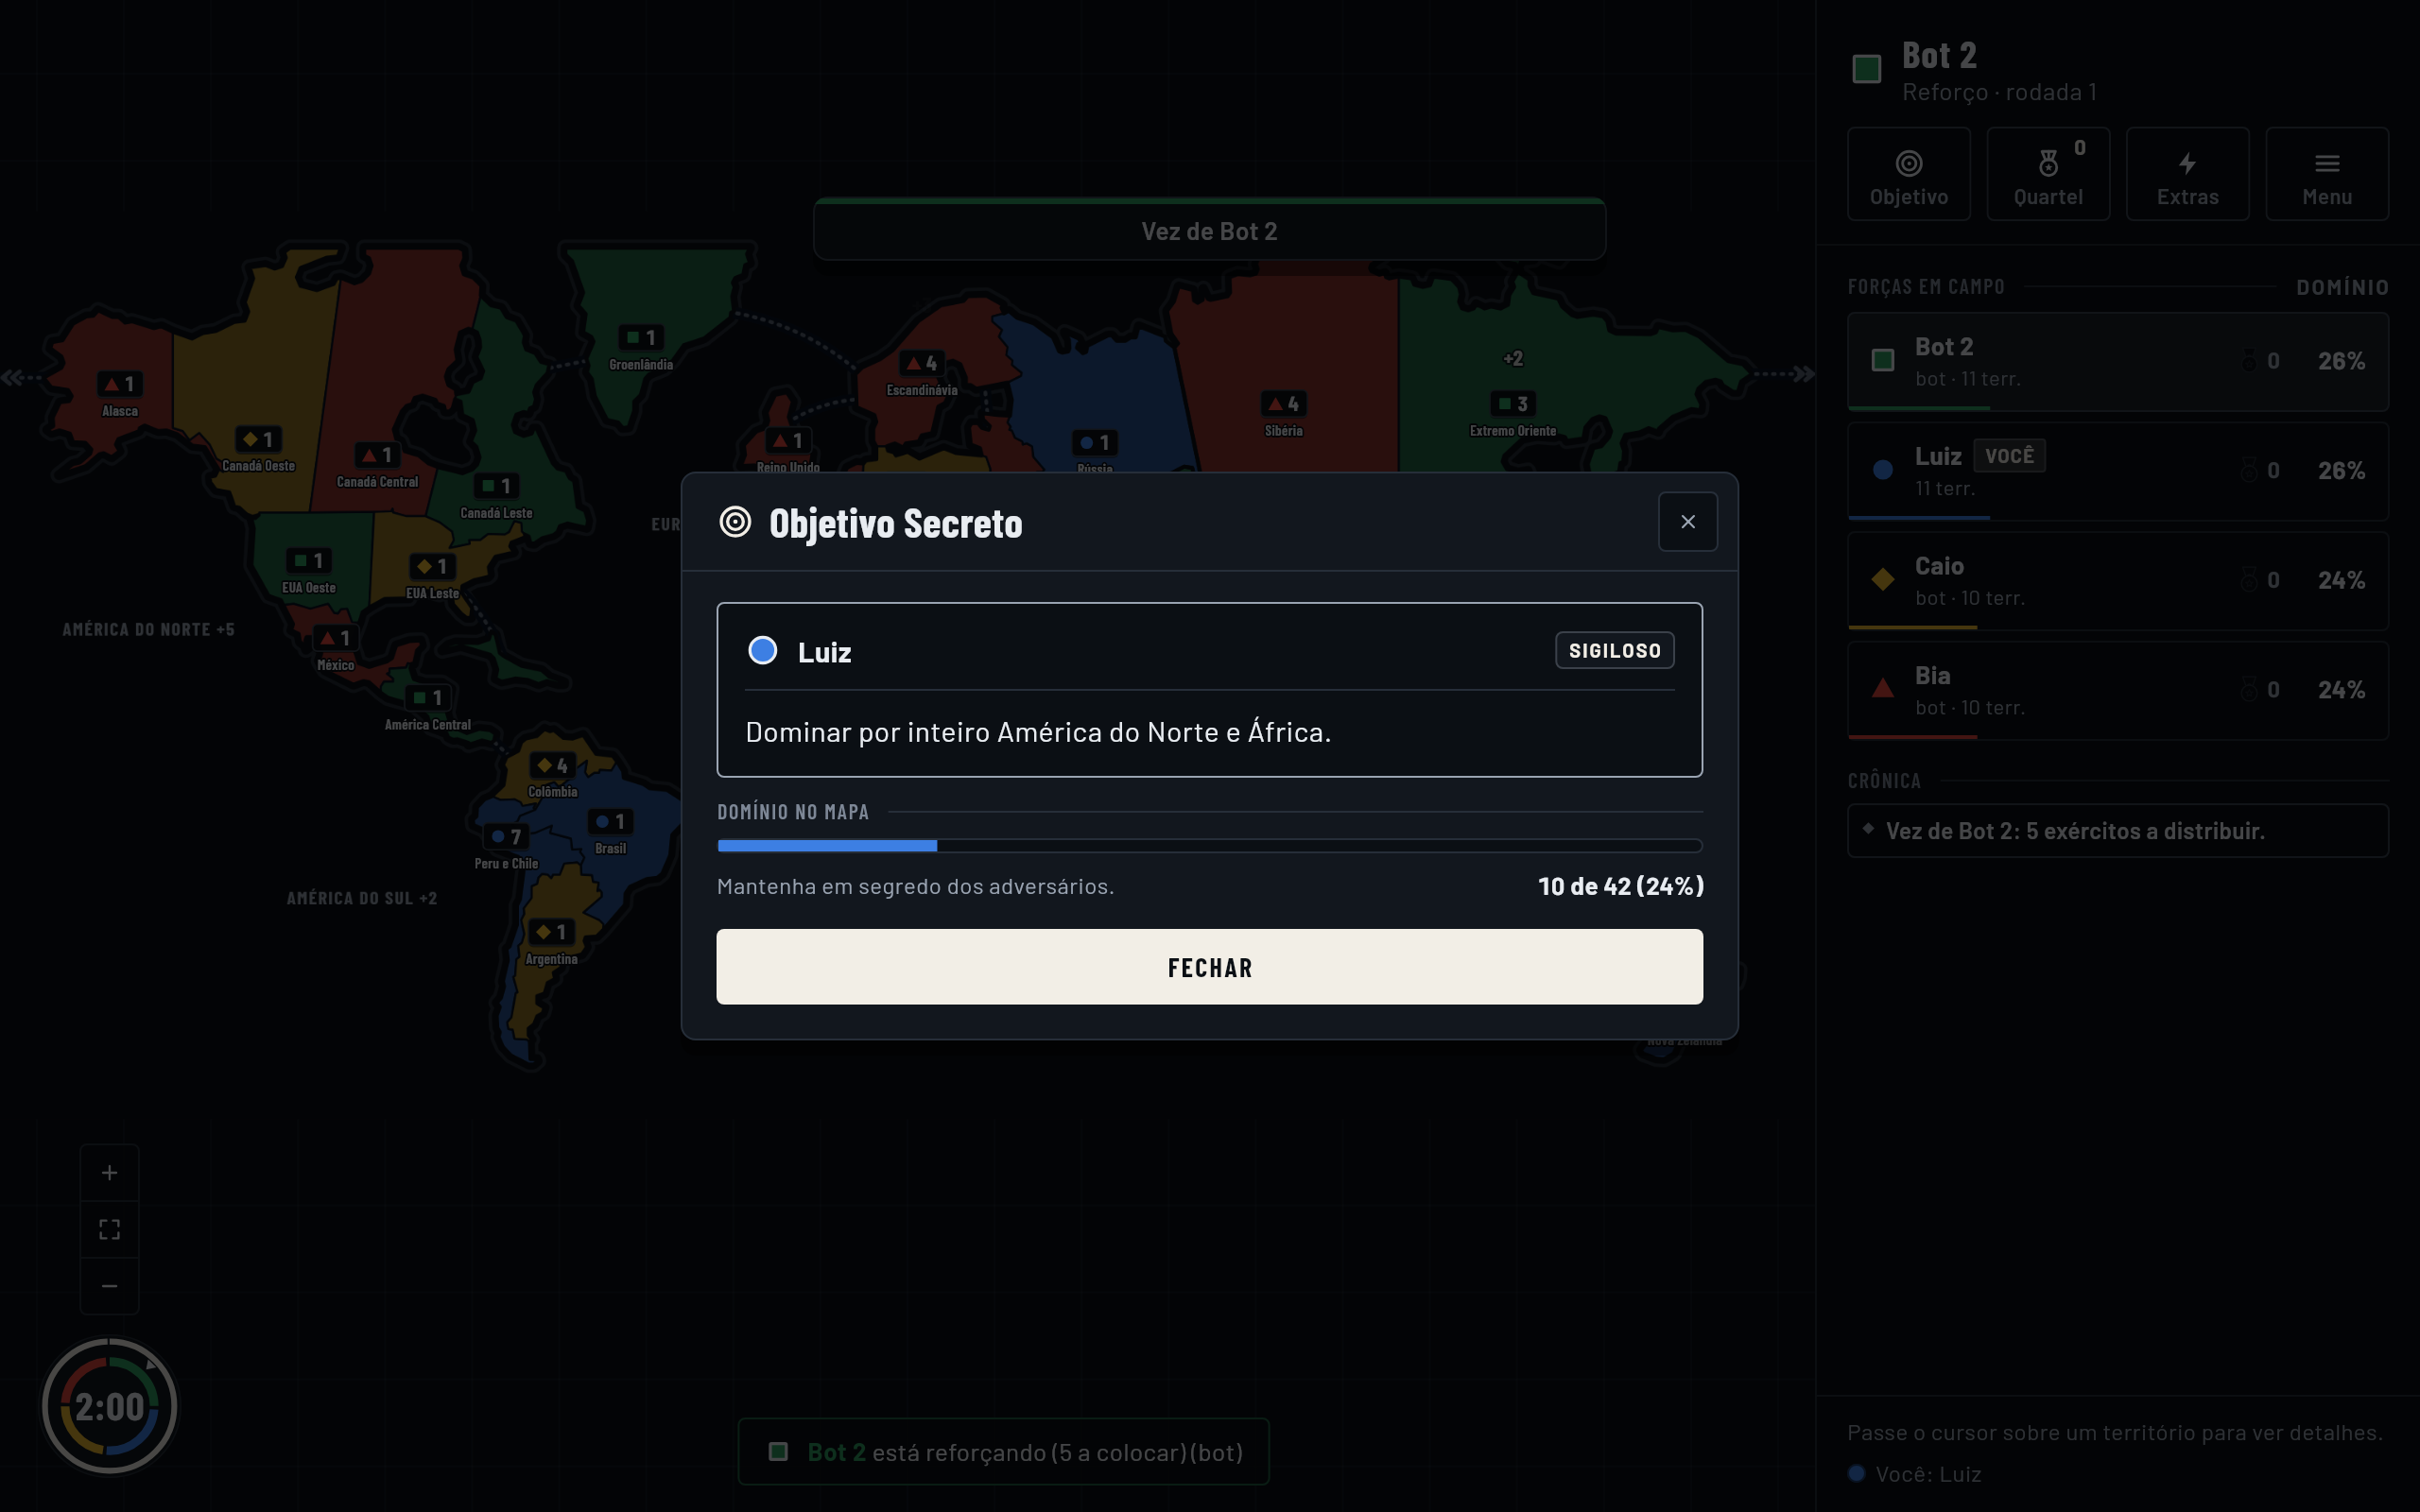 Bot 2
Reforço · rodada 1
Objetivo
0
Quartel
Extras
Menu
Vez de Bot 2
FORÇAS EM CAMPO
DOMÍNIO
Bot 2
bot · 11 terr.
0
26%
Luiz
VOCÊ
11 terr.
0
26%
Caio
bot · 10 terr.
0
24%
Bia
bot · 10 terr.
0
24%
CRÔNICA
Vez de Bot 2: 5 exércitos a distribuir.
1
Groenlândia
4
Escandinávia
+2
1
Alasca
4
Sibéria
3
Extremo Oriente
1
Canadá Oeste
1
Canadá Central
1
Reino Unido
1
Rússia
1
Canadá Leste
EUR
1
EUA Oeste
1
EUA Leste
AMÉRICA DO NORTE +5
1
México
1
América Central
4
Colômbia
7
Peru e Chile
1
Brasil
AMÉRICA DO SUL +2
1
Argentina
Objetivo Secreto
Luiz
SIGILOSO
Dominar por inteiro América do Norte e África.
DOMÍNIO NO MAPA
Mantenha em segredo dos adversários.
10 de 42 (24%)
FECHAR
Nova Zelândia
2:00
Bot 2 está reforçando (5 a colocar) (bot)
Passe o cursor sobre um território para ver detalhes.
Você: Luiz